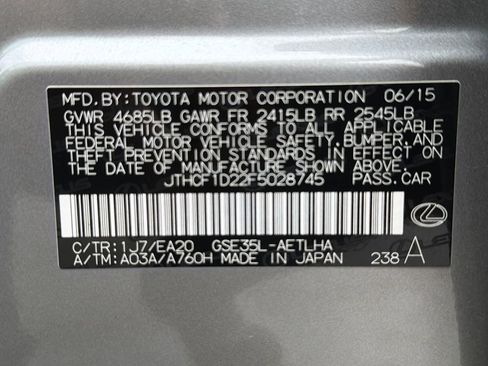 MFD. BY: TOYOTA MOTOR CORPORATION 06/15
GVWR 4685LB GAWR FR 2415LB RR 2545LB
THIS VEHICLE CONFORMS TO ALL APPLICABLE
FEDERAL MOTOR VEHICLE SAFETY, BUMPER, AND
THEFT PREVENTION STANDARDS IN EFFECT ON
THE DATE OF MANUFACTURE SHOWN ABOVE.
JTHCF1D22F5028745 PASS. CAR
C/TR: 1J7/EA20 GSE35L-AETLHA
A/TM: A03A/A760H MADE IN JAPAN 238 A